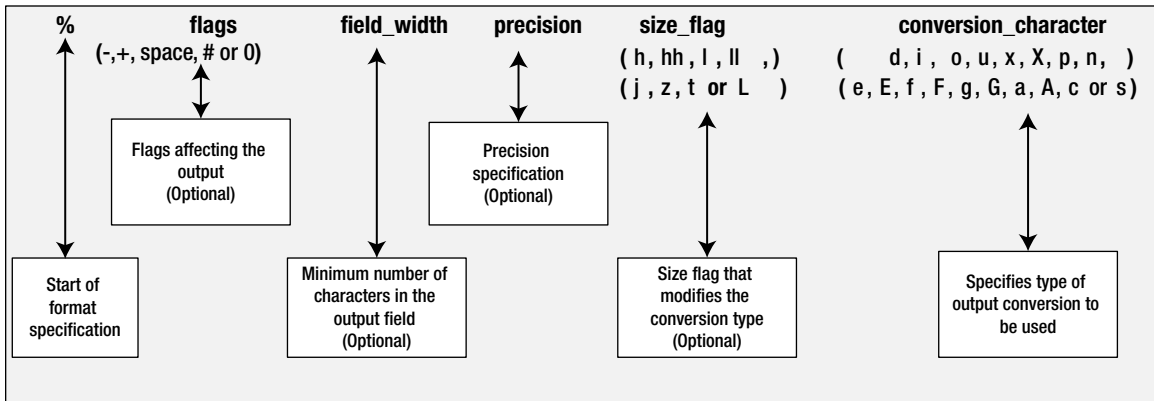 % flags field_width precision size_flag conversion_character
(-,+, space, # or 0) ( h, hh, l , ll ,) ( d, i , o, u, x, X, p, n, )
( j , z, t or L ) ( e, E, f , F, g, G, a, A, c or s)
Flags affecting the
output
(Optional)
Precision
specification
(Optional)
Start of
format
specification
Minimum number of
characters in the
output field
(Optional)
Size flag that
modifies the
conversion type
(Optional)
Specifies type of
output conversion to
be used